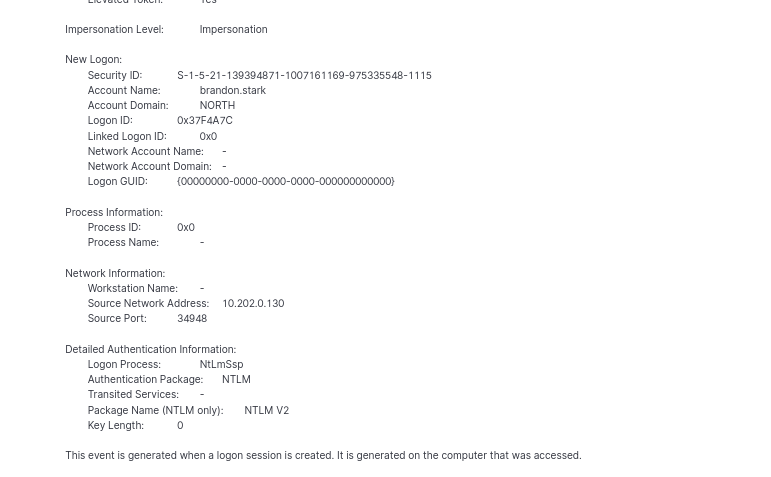 Elevated Token: Yes
Impersonation Level: Impersonation
New Logon:
Security ID: S-1-5-21-139394871-1007161169-975335548-1115
Account Name: brandon.stark
Account Domain: NORTH
Logon ID: 0x37F4A7C
Linked Logon ID: 0x0
Network Account Name: -
Network Account Domain: -
Logon GUID: {00000000-0000-0000-0000-000000000000}
Process Information:
Process ID: 0x0
Process Name: -
Network Information:
Workstation Name: -
Source Network Address: 10.202.0.130
Source Port: 34948
Detailed Authentication Information:
Logon Process: NtLmSsp
Authentication Package: NTLM
Transited Services: -
Package Name (NTLM only): NTLM V2
Key Length: 0
This event is generated when a logon session is created. It is generated on the computer that was accessed.